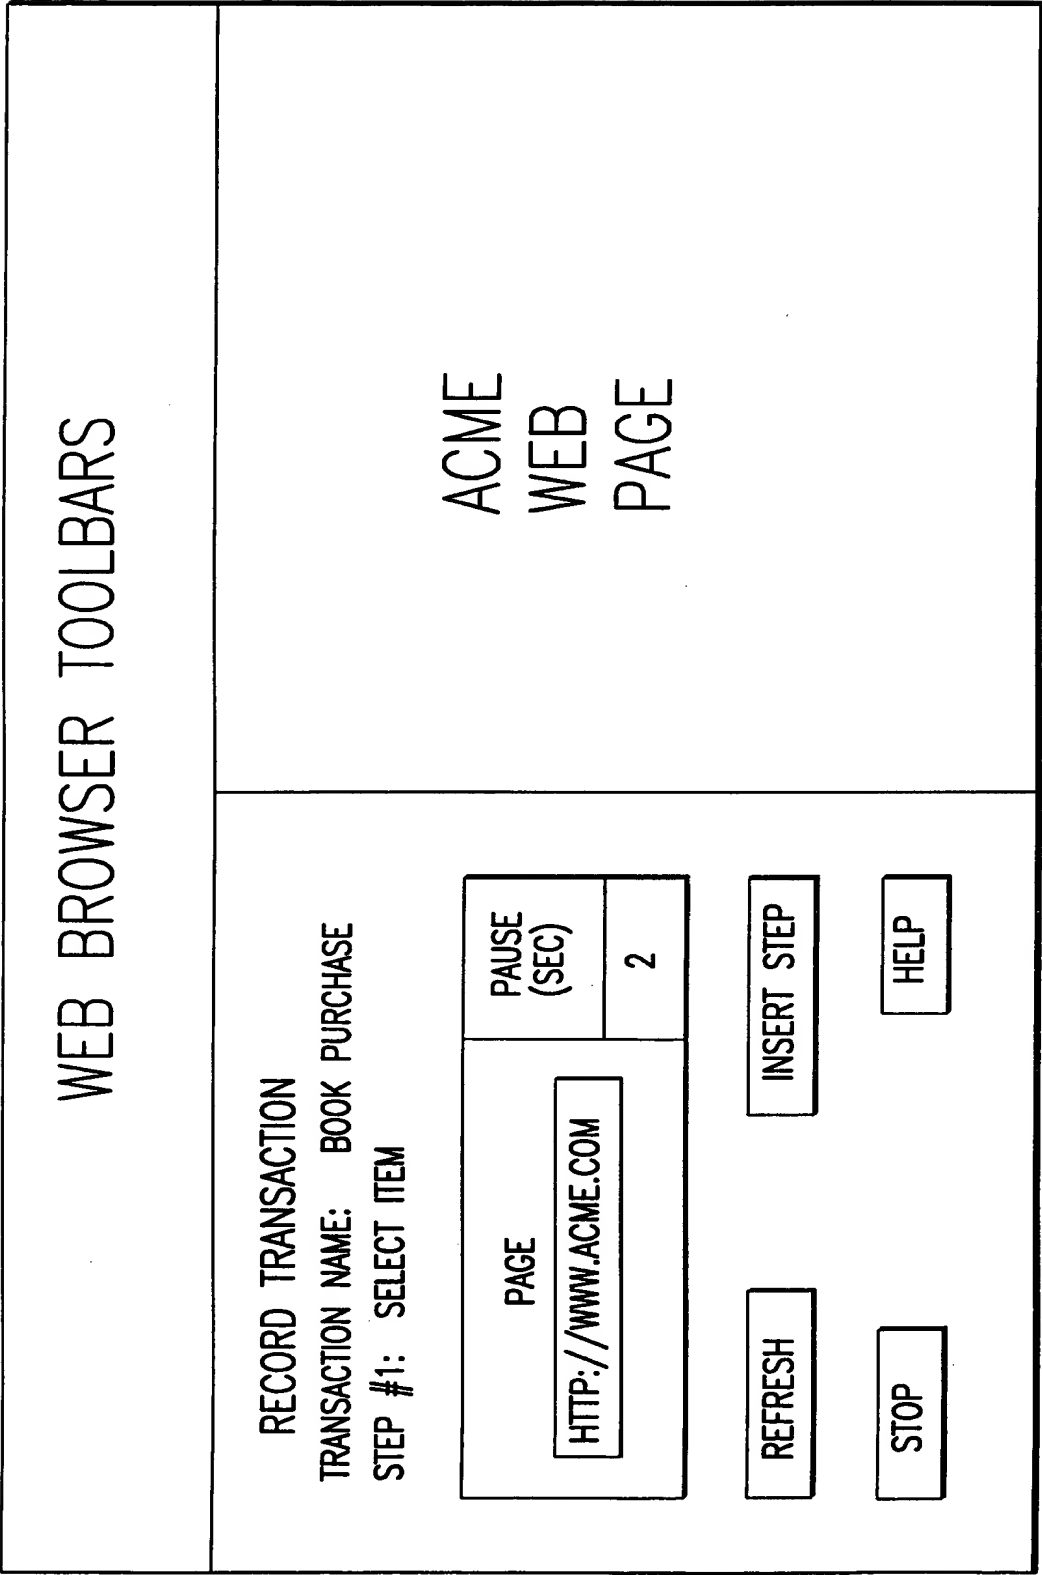 WEB BROWSER TOOLBARS
RECORD TRANSACTION
TRANSACTION NAME: BOOK PURCHASE
STEP #1: SELECT ITEM
PAGE
PAUSE
(SEC)
HTTP://WWW.ACME.COM
2
REFRESH
INSERT STEP
STOP
HELP
ACME
WEB
PAGE